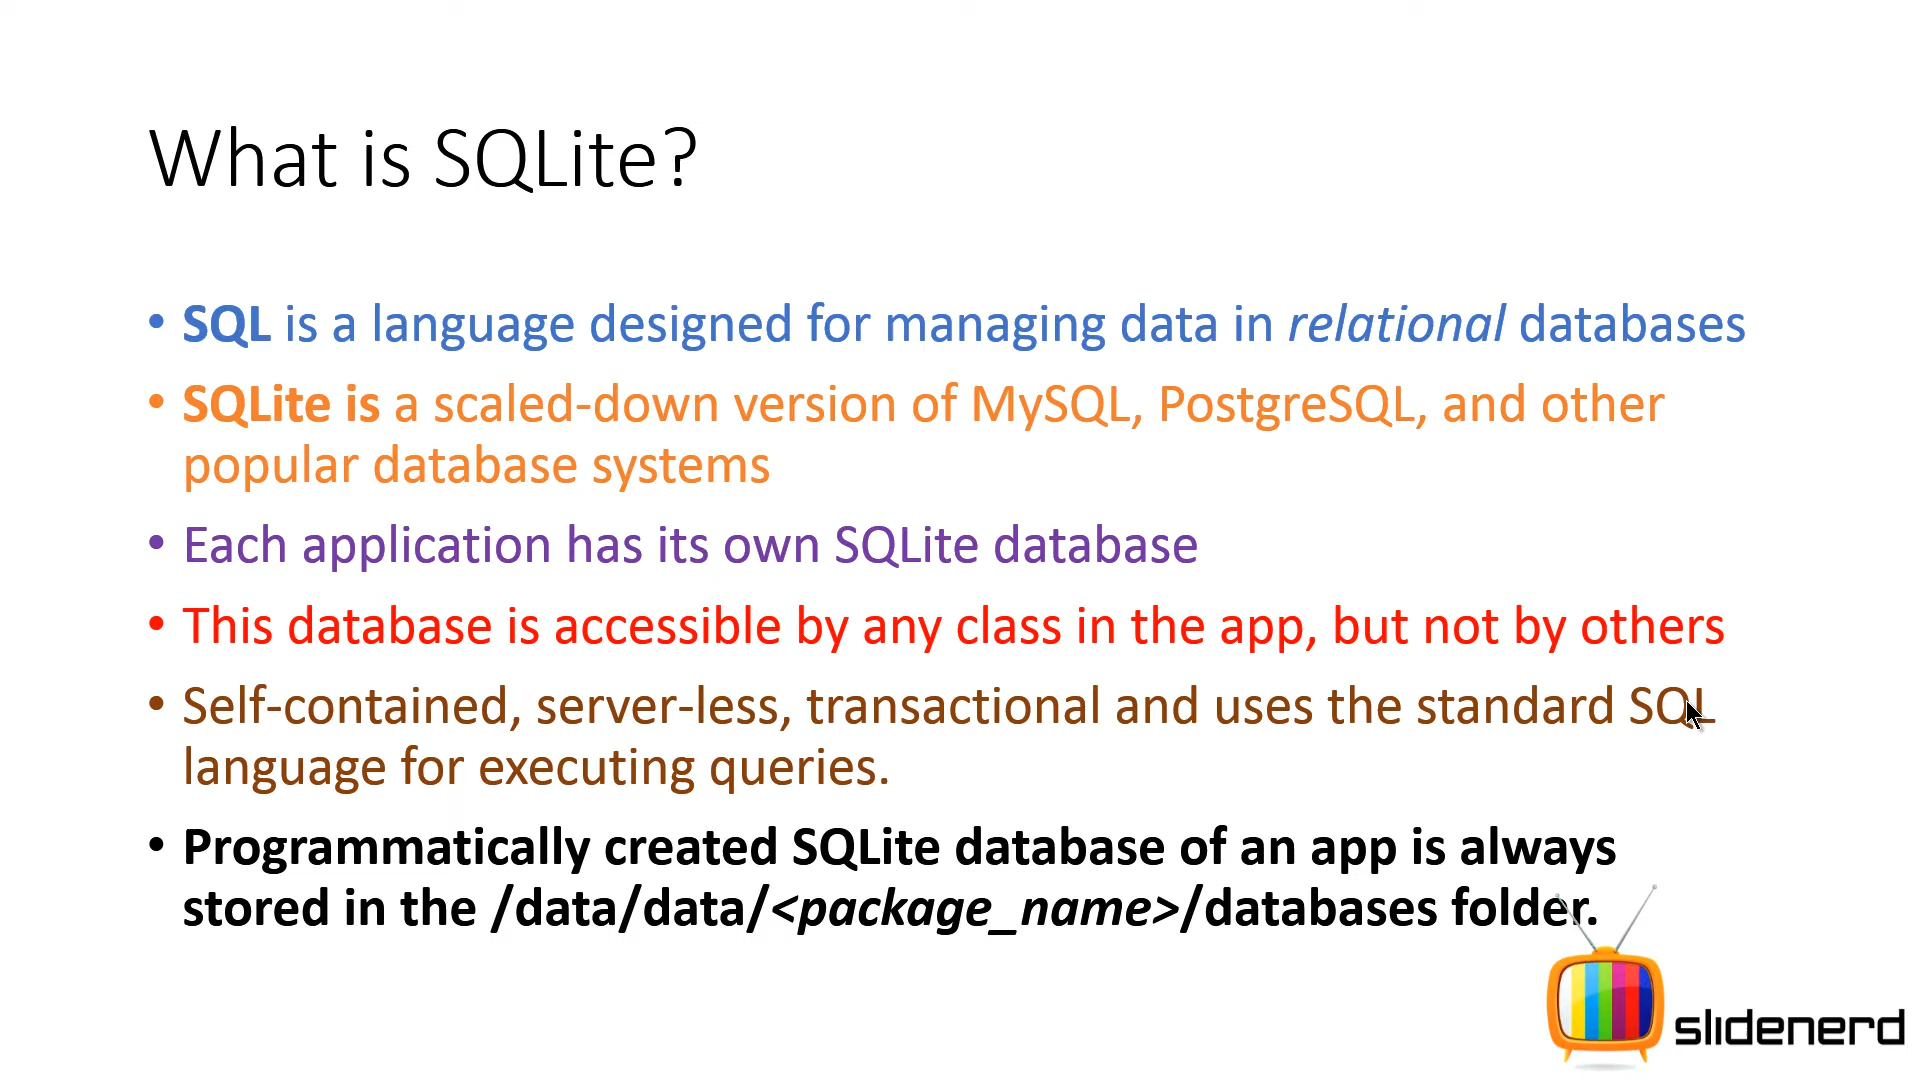 What is SQLite?
• SQL is a language designed for managing data in relational databases
• SQLite is a scaled-down version of MySQL, PostgreSQL, and other
popular database systems
• Each application has its own SQLite database
• This database is accessible by any class in the app, but not by others
• Self-contained, server-less, transactional and uses the standard SQL
language for executing queries.
• Programmatically created SQLite database of an app is always
stored in the /data/data/<package_name>/databases folder.
slidenerd